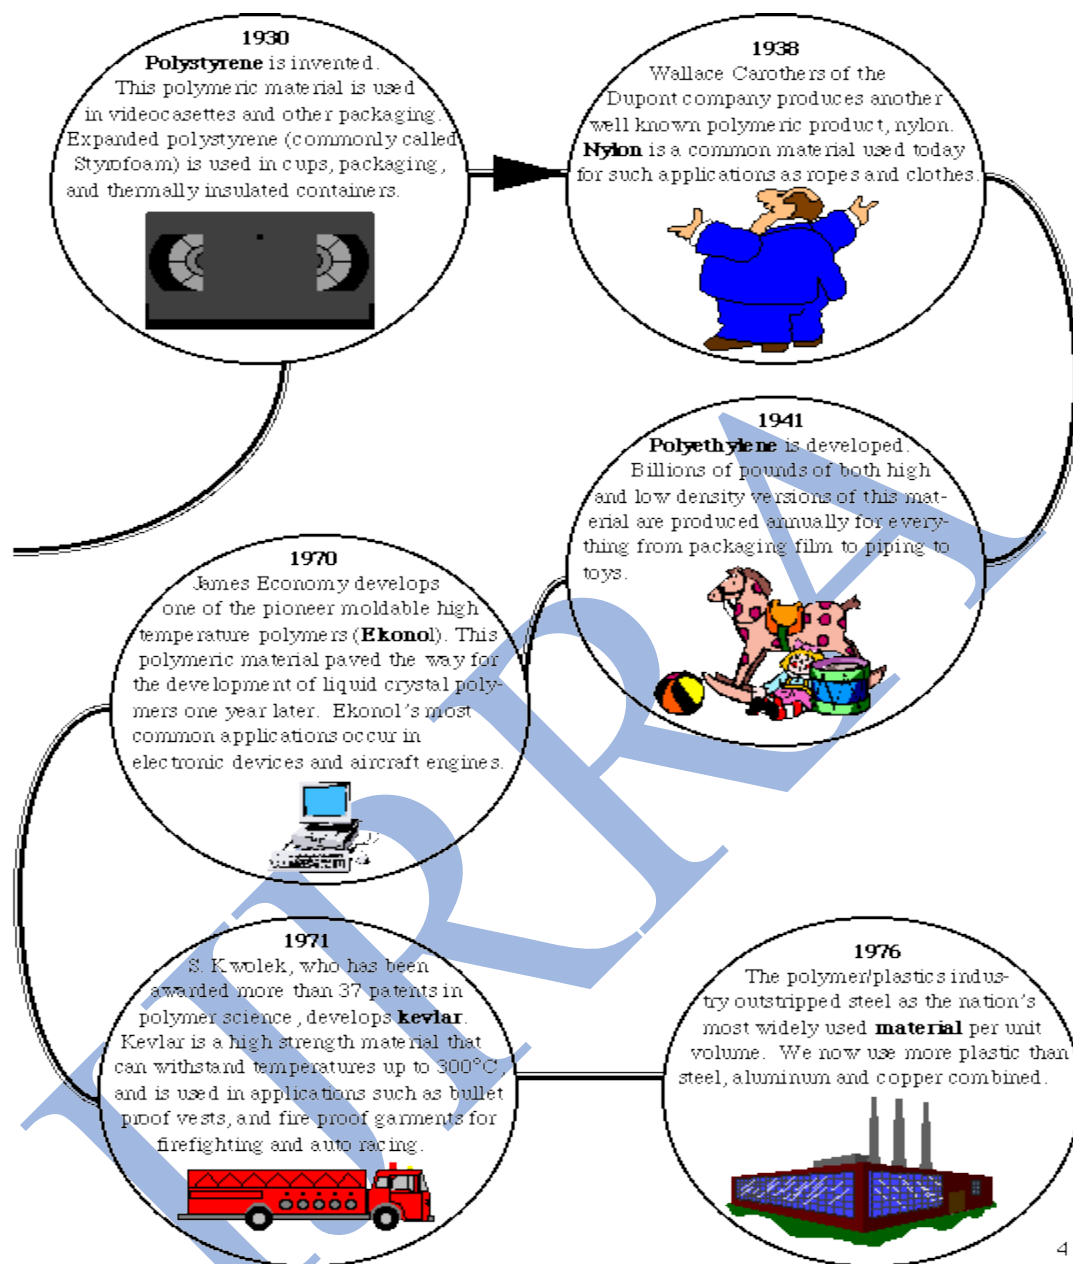 1930
Polystyrene is invented.
This polymeric material is used
in videocasettes and other packaging.
Expanded polystyrene (commonly called
Styrofoam) is used in cups, packaging,
and thermally insulated containers.
1938
Wallace Carothers of the
Dupont company produces another
well known polymeric product, nylon.
Nylon is a common material used today
for such applications as ropes and clothes.
1941
Polyethylene is developed.
Billions of pounds of both high
and low density versions of this mat-
erial are produced annually for every-
thing from packaging film to piping to
toys.
1970
James Economy develops
one of the pioneer moldable high
temperature polymers (Ekonol). This
polymeric material paved the way for
the development of liquid crystal poly-
mers one year later. Ekonol's most
common applications occur in
electronic devices and aircraft engines.
1971
S. Kwolek, who has been
awarded more than 37 patents in
polymer science, develops kevlar.
Kevlar is a high strength material that
can withstand temperatures up to 300°C
and is used in applications such as bullet
proof vests, and fire proof garments for
firefighting and auto racing.
1976
The polymer/plastics indus-
try outstripped steel as the nation's
most widely used material per unit
volume. We now use more plastic than
steel, aluminum and copper combined.
4